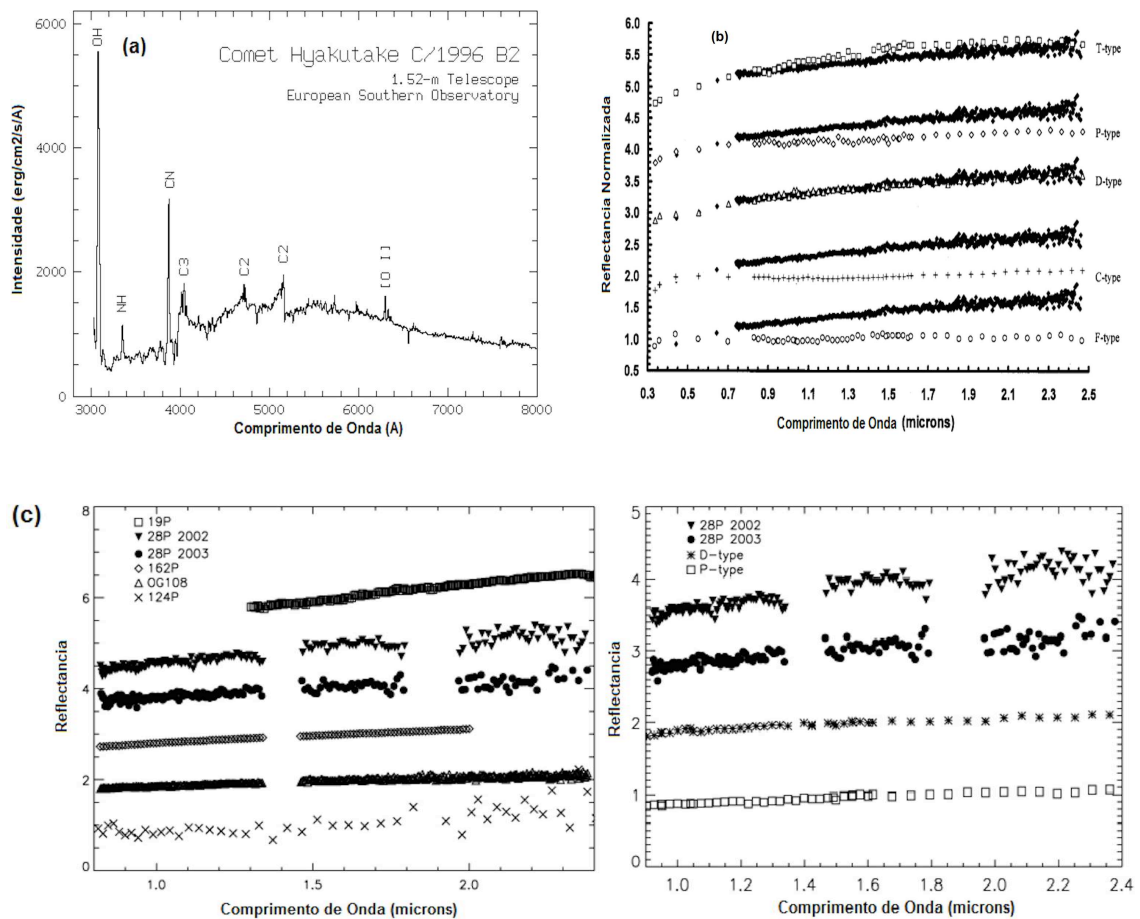 (a)
Comet Hyakutake C/1996 B2
1.52-m Telescope
European Southern Observatory
OH
NH
CN
C3
C2
C2
[O I]
Intensidade (erg/cm2/s/A)
6000
4000
2000
0
3000 4000 5000 6000 7000 8000
Comprimento de Onda (A)
(b)
Reflectancia Normalizada
6.0
5.5
5.0
4.5
4.0
3.5
3.0
2.5
2.0
1.5
1.0
0.5
T-type
P-type
D-type
C-type
F-type
0.3 0.5 0.7 0.9 1.1 1.3 1.5 1.7 1.9 2.1 2.3 2.5
Comprimento de Onda (microns)
(c)
Reflectancia
8
6
4
2
0
19P
28P 2002
28P 2003
162P
OG108
124P
1.0 1.5 2.0
Comprimento de Onda (microns)
Reflectancia
5
4
3
2
1
0
28P 2002
28P 2003
D-type
P-type
1.0 1.2 1.4 1.6 1.8 2.0 2.2 2.4
Comprimento de Onda (microns)